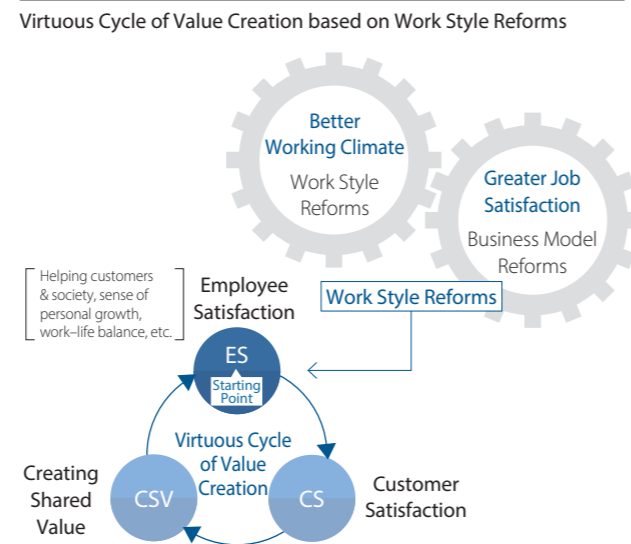 Virtuous Cycle of Value Creation based on Work Style Reforms
Better
Working Climate
Work Style
Reforms
Greater Job
Satisfaction
Business Model
Reforms
Helping customers
& society, sense of
personal growth,
work–life balance, etc.
Employee
Satisfaction
Work Style Reforms
ES
Starting
Point
Virtuous Cycle
of Value
Creation
Creating
Shared
Value
CSV
CS
Customer
Satisfaction